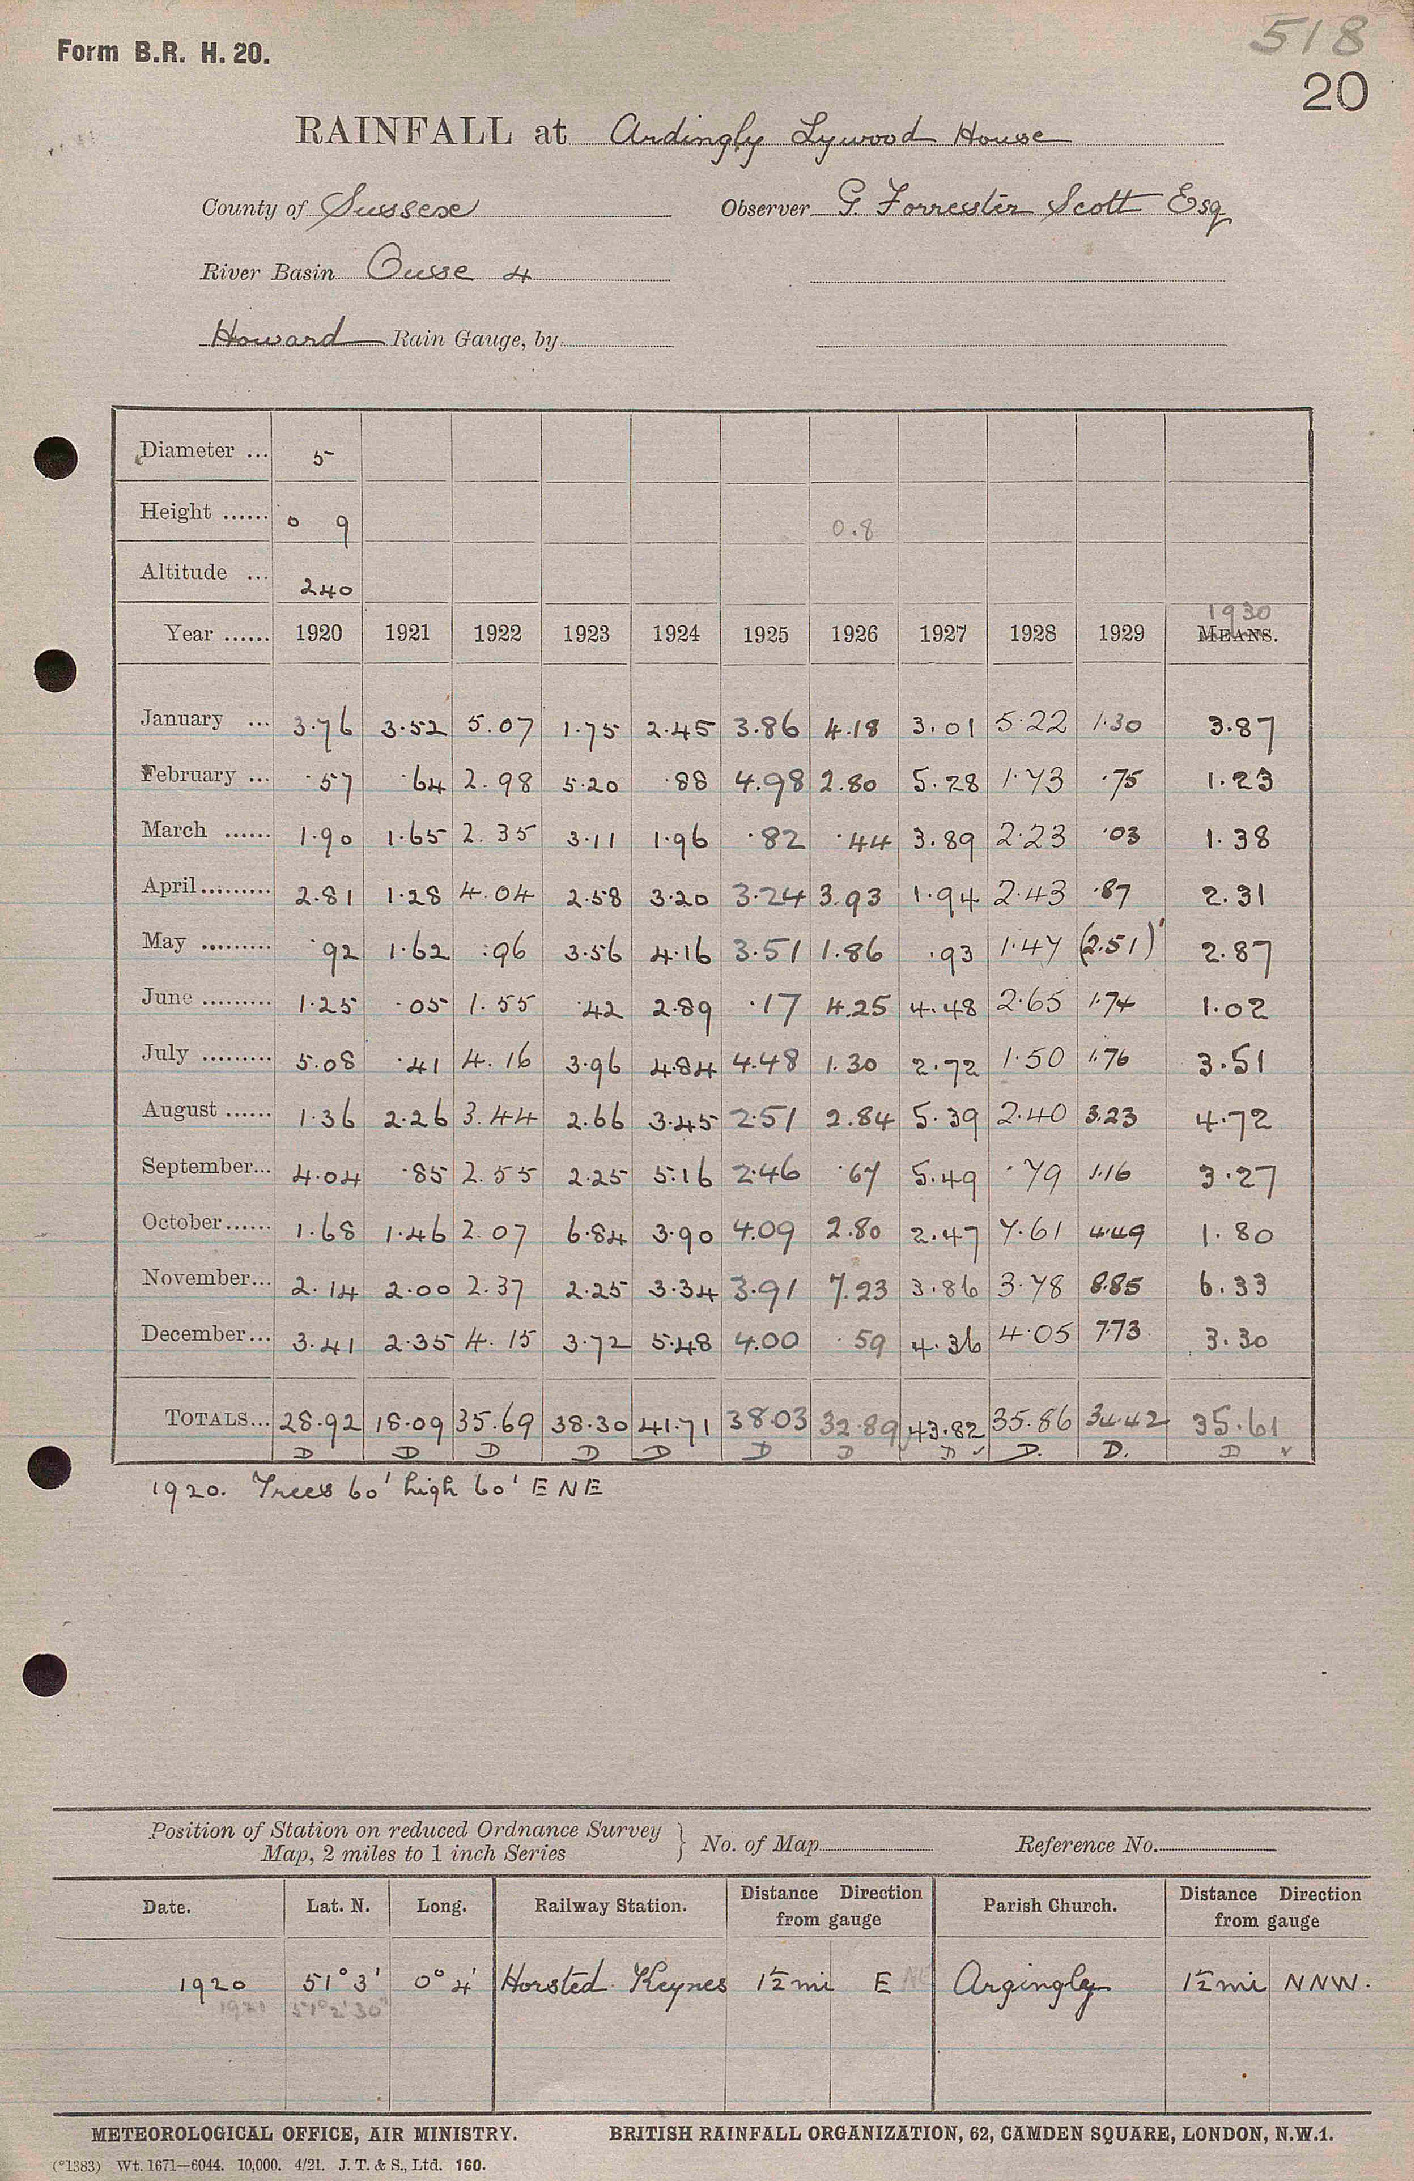 518
Form B.R. H. 20.
20
RAINFALL at Ardingly Lywood House
County of Sussex Observer G. Forrester Scott Esq
River Basin Ouse 4
Howard Rain Gauge, by
Diameter ... 5
Height ...... 0 9 0.8
Altitude ... 240
1930
Year ...... 1920 1921 1922 1923 1924 1925 1926 1927 1928 1929 MEANS.
January ... 3.76 3.52 5.07 1.75 2.45 3.86 4.18 3.01 5.22 1.30 3.87
February ... .57 .64 2.98 5.20 .88 4.98 2.80 5.28 1.73 .75 1.23
March ...... 1.90 1.65 2.35 3.11 1.96 .82 .44 3.89 2.23 .03 1.38
April......... 2.81 1.28 4.04 2.58 3.20 3.24 3.93 1.94 2.43 .87 2.31
May ......... .92 1.62 .96 3.56 4.16 3.51 1.86 .93 1.47 (2.51) 2.87
June ......... 1.25 .05 1.55 .42 2.89 .17 4.25 4.48 2.65 1.74 1.02
July ......... 5.08 .41 4.16 3.96 4.84 4.48 1.30 2.72 1.50 1.76 3.51
August ...... 1.36 2.26 3.44 2.66 3.45 2.51 2.84 5.39 2.40 3.23 4.72
September... 4.04 .85 2.55 2.25 5.16 2.46 .67 5.49 .79 1.16 3.27
October...... 1.68 1.46 2.07 6.84 3.90 4.09 2.80 2.47 7.61 4.49 1.80
November... 2.14 2.00 2.37 2.25 3.34 3.91 7.23 3.86 3.78 8.85 6.33
December... 3.41 2.35 4.15 3.72 5.48 4.00 .59 4.36 4.05 7.73 3.30
TOTALS... 28.92 18.09 35.69 38.30 41.71 38.03 32.89 43.82 35.86 34.42 35.61
D D D D D D D D ✓ D. D. D ✓
1920. Trees 60' high 60' E N E
Position of Station on reduced Ordnance Survey
Map, 2 miles to 1 inch Series } No. of Map Reference No.
Date. Lat. N. Long. Railway Station. Distance Direction from gauge Parish Church. Distance Direction from gauge
1920 51° 3' 0° 4' Horsted Keynes 1½ mi E Argingly 1½ mi NNW.
1920 51° 2' 30"
METEOROLOGICAL OFFICE, AIR MINISTRY. BRITISH RAINFALL ORGANIZATION, 62, CAMDEN SQUARE, LONDON, N.W.1.
(*1383) Wt. 1671—6044. 10,000. 4/21. J. T. & S., Ltd. 160.